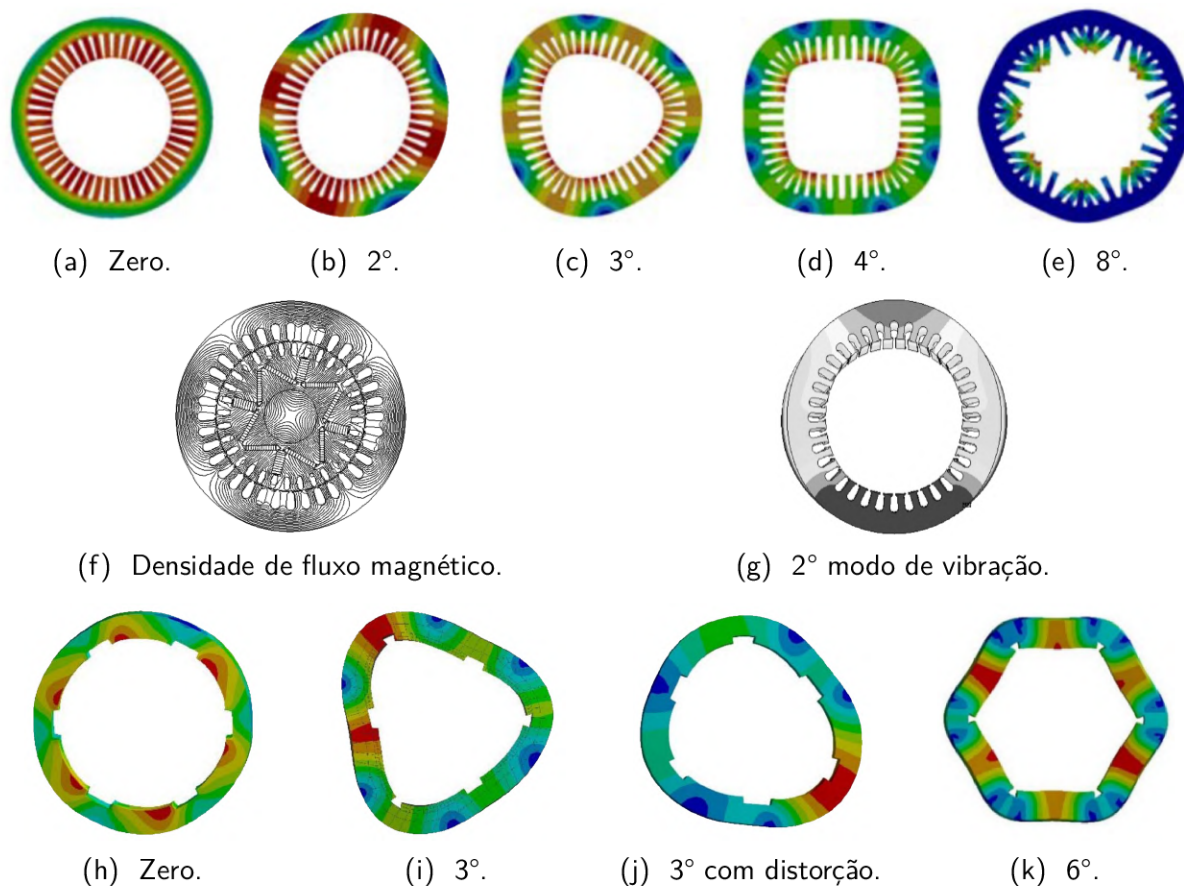 (a) Zero.
(b) 2°.
(c) 3°.
(d) 4°.
(e) 8°.
(f) Densidade de fluxo magnético.
(g) 2° modo de vibração.
(h) Zero.
(i) 3°.
(j) 3° com distorção.
(k) 6°.